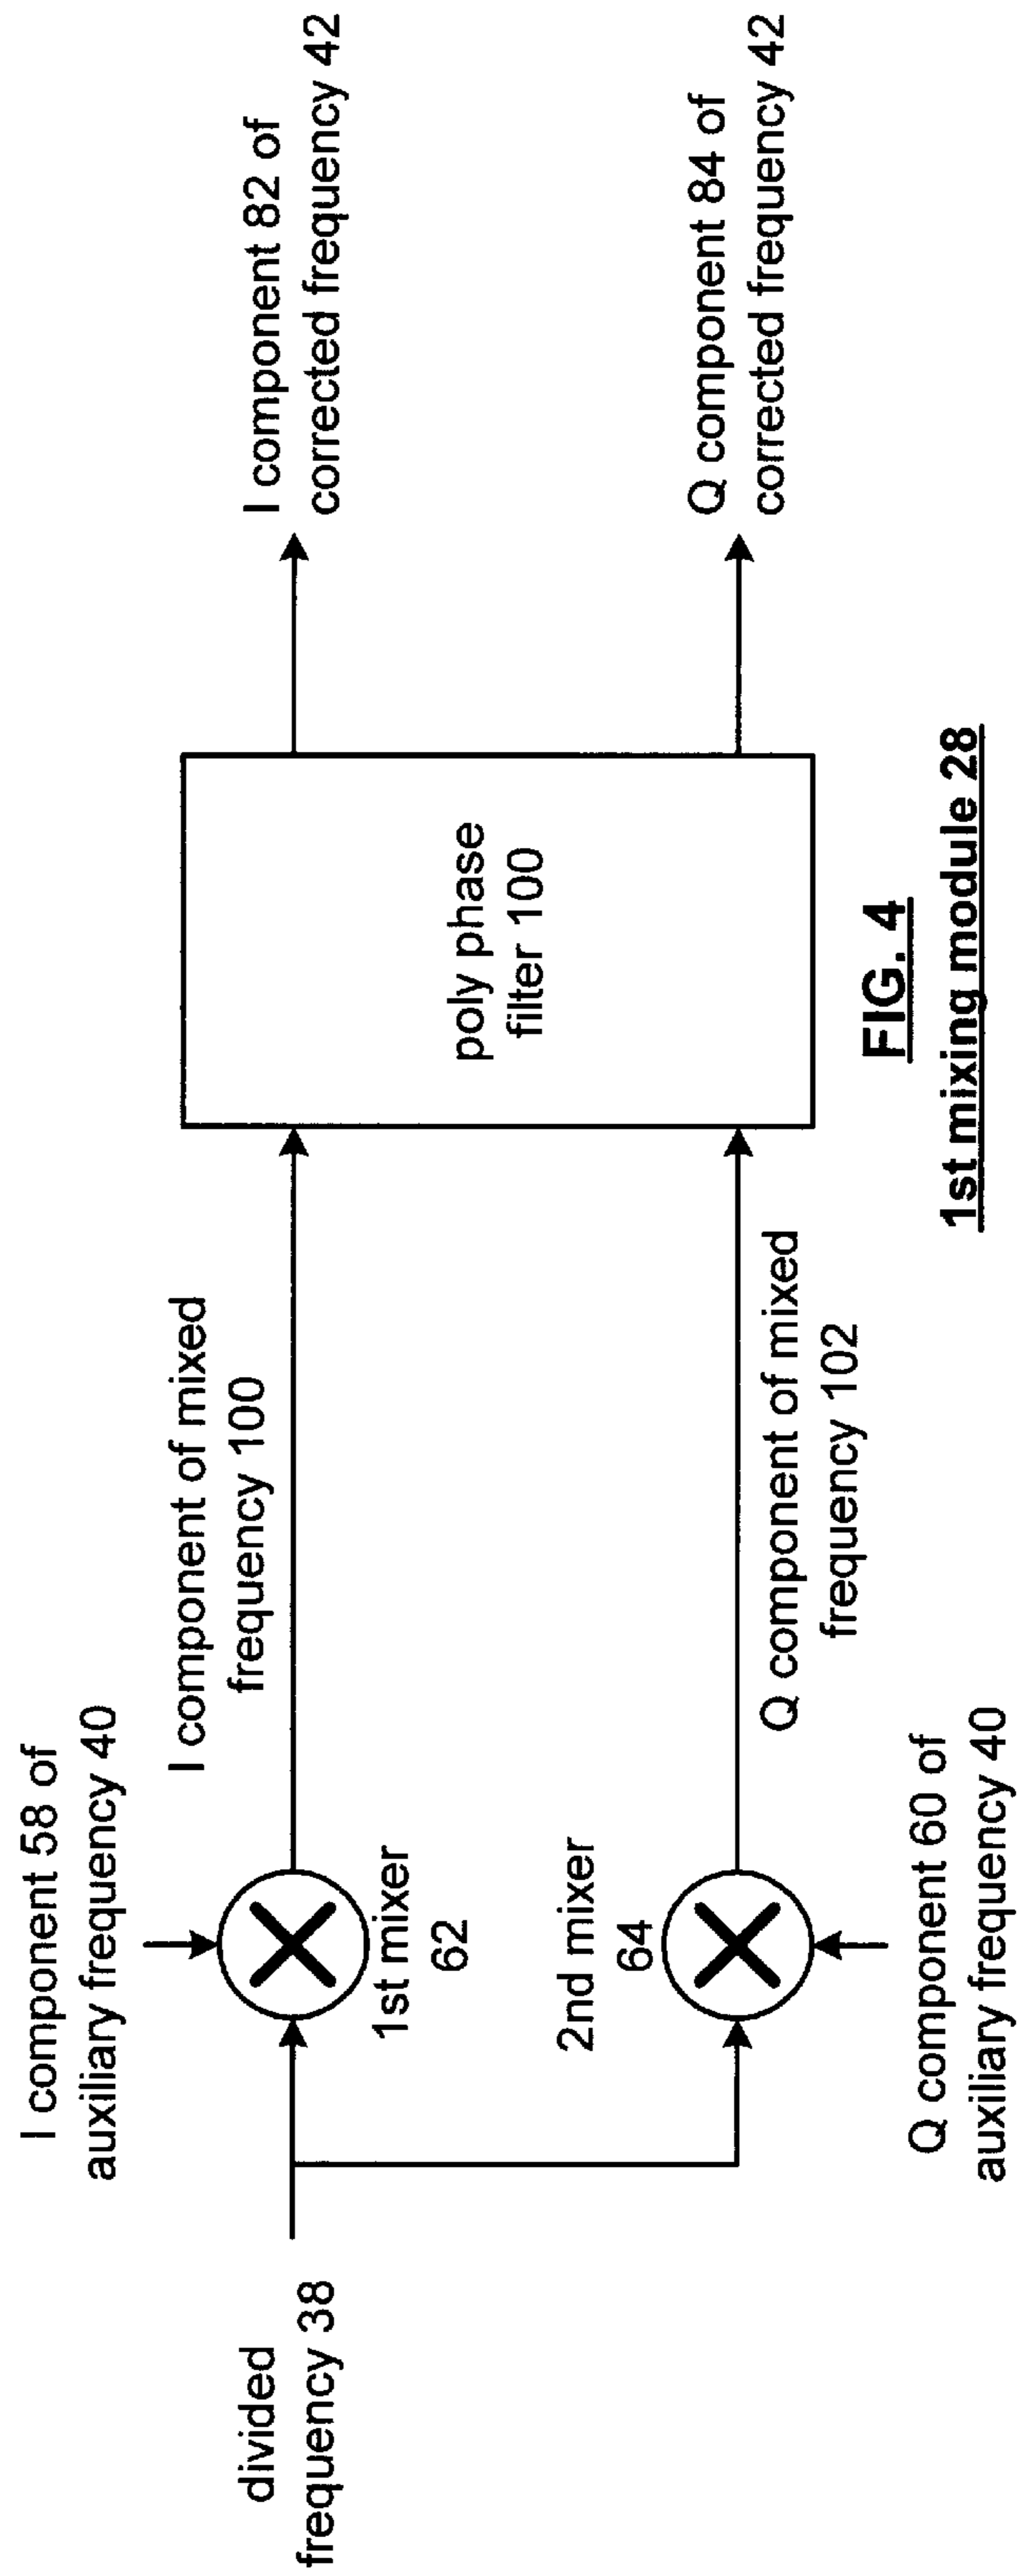 I component 58 of
auxiliary frequency 40
divided
frequency 38
1st mixer
62
I component of mixed
frequency 100
2nd mixer
64
Q component of mixed
frequency 102
Q component 60 of
auxiliary frequency 40
poly phase
filter 100
I component 82 of
corrected frequency 42
Q component 84 of
corrected frequency 42
FIG. 4
1st mixing module 28